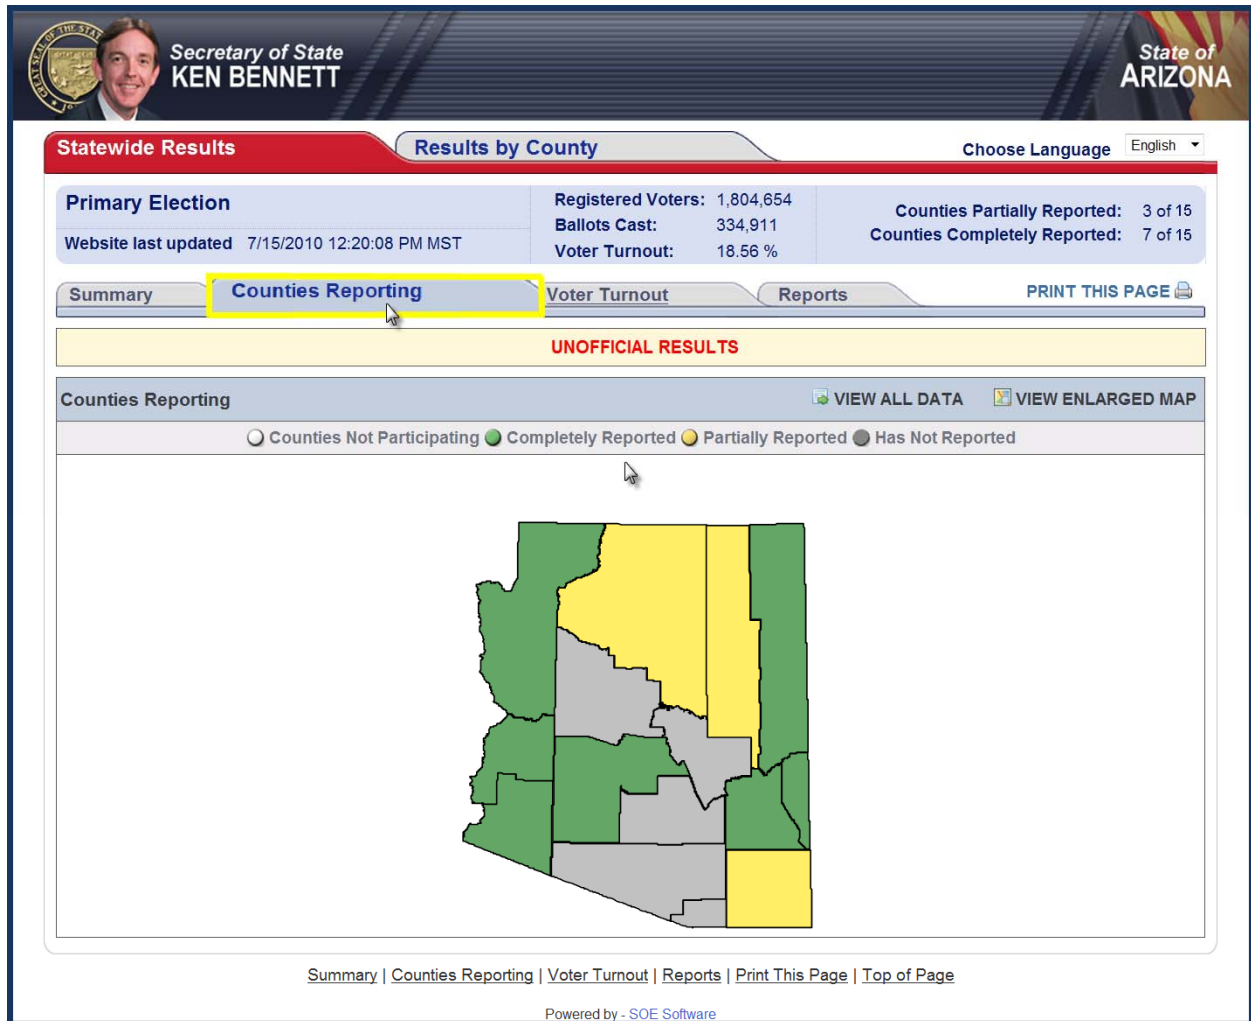 Secretary of State
KEN BENNETT
State of
ARIZONA
Statewide Results
Results by County
Choose Language English
Primary Election
Website last updated 7/15/2010 12:20:08 PM MST
Registered Voters: 1,804,654
Ballots Cast: 334,911
Voter Turnout: 18.56 %
Counties Partially Reported: 3 of 15
Counties Completely Reported: 7 of 15
Summary Counties Reporting Voter Turnout Reports PRINT THIS PAGE
UNOFFICIAL RESULTS
Counties Reporting VIEW ALL DATA VIEW ENLARGED MAP
Counties Not Participating Completely Reported Partially Reported Has Not Reported
Summary | Counties Reporting | Voter Turnout | Reports | Print This Page | Top of Page
Powered by - SOE Software